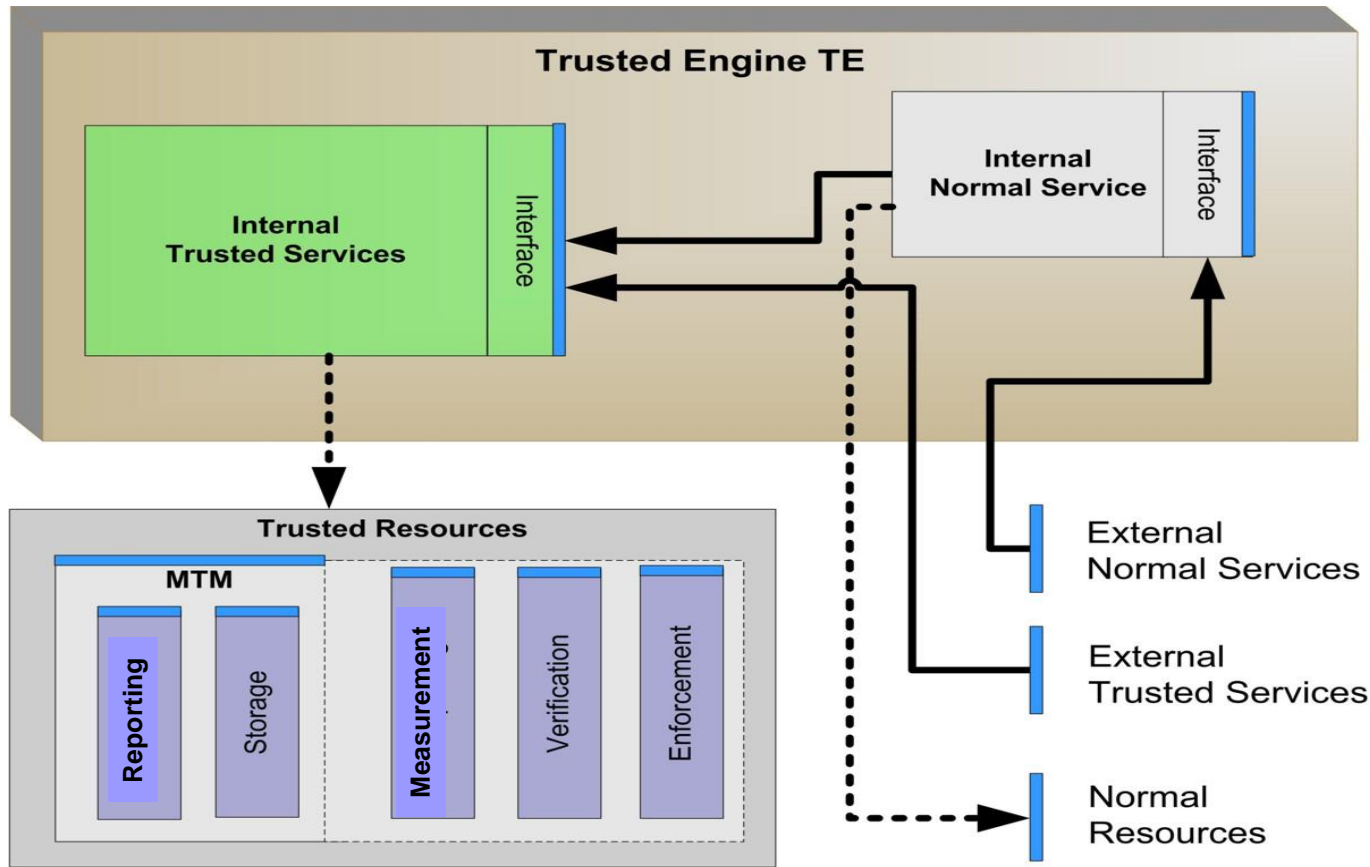 Trusted Engine TE
Internal
Trusted Services
Interface
Internal
Normal Service
Interface
Trusted Resources
MTM
Reporting
Storage
Measurement
Verification
Enforcement
External
Normal Services
External
Trusted Services
Normal
Resources